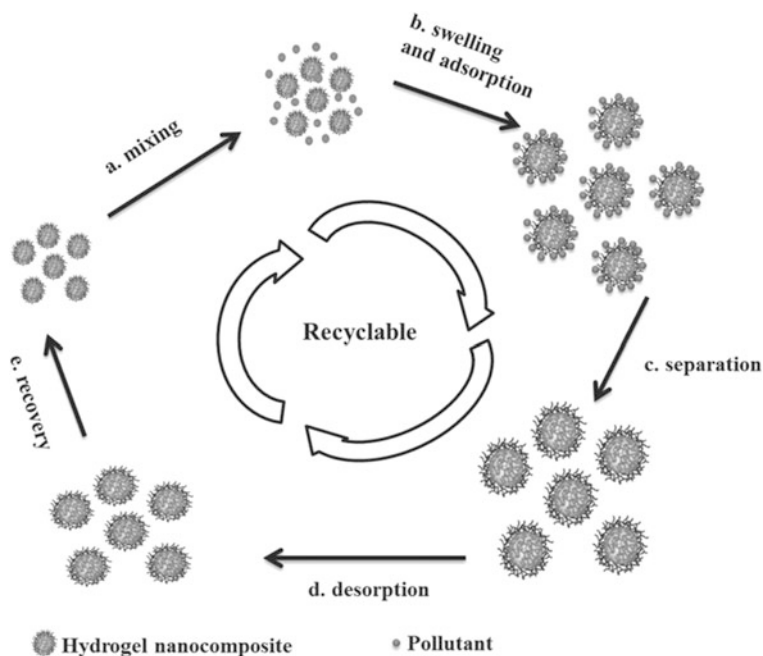 a. mixing
b. swelling
and adsorption
c. separation
d. desorption
e. recovery
Recyclable
Hydrogel nanocomposite
Pollutant